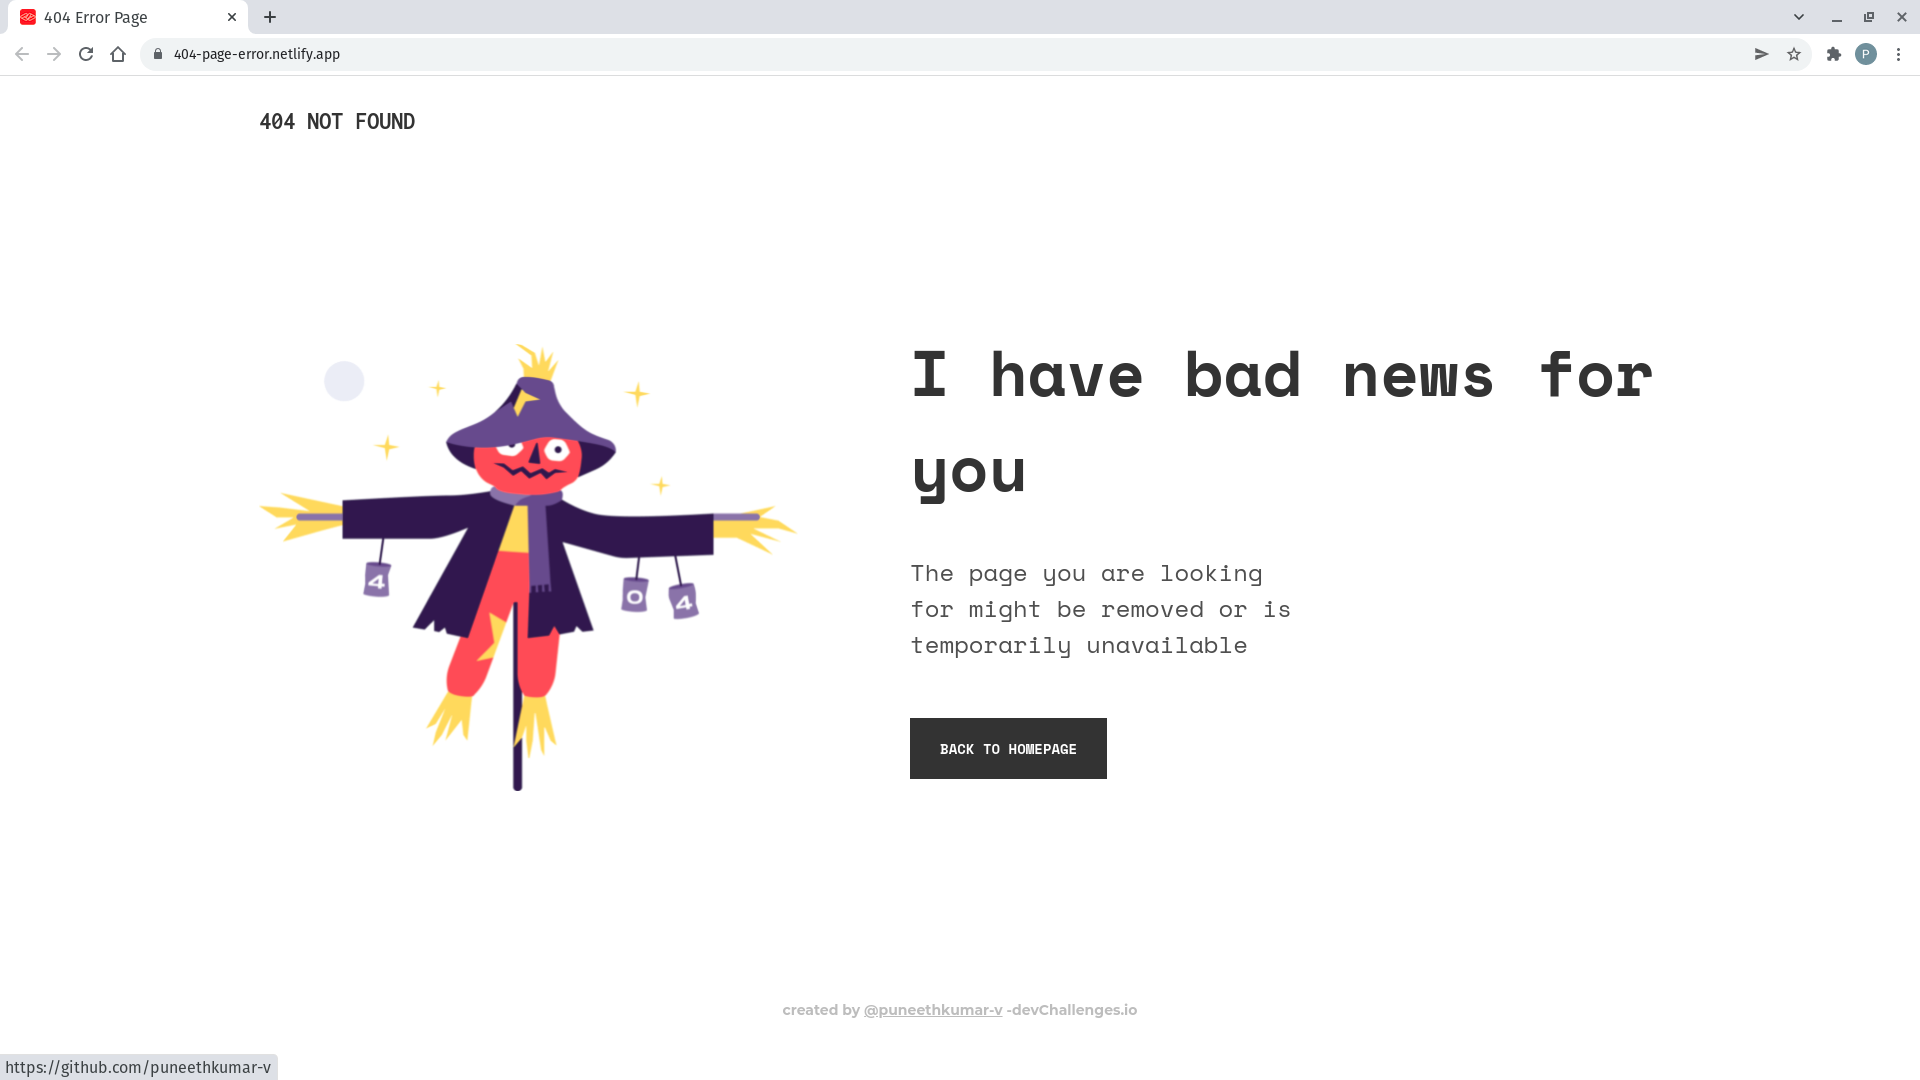 404 Error Page
404-page-error.netlify.app
P
404 NOT FOUND
I have bad news for
you
4
0
4
The page you are looking
for might be removed or is
temporarily unavailable
BACK TO HOMEPAGE
created by @puneethkumar-v -devChallenges.io
https://github.com/puneethkumar-v